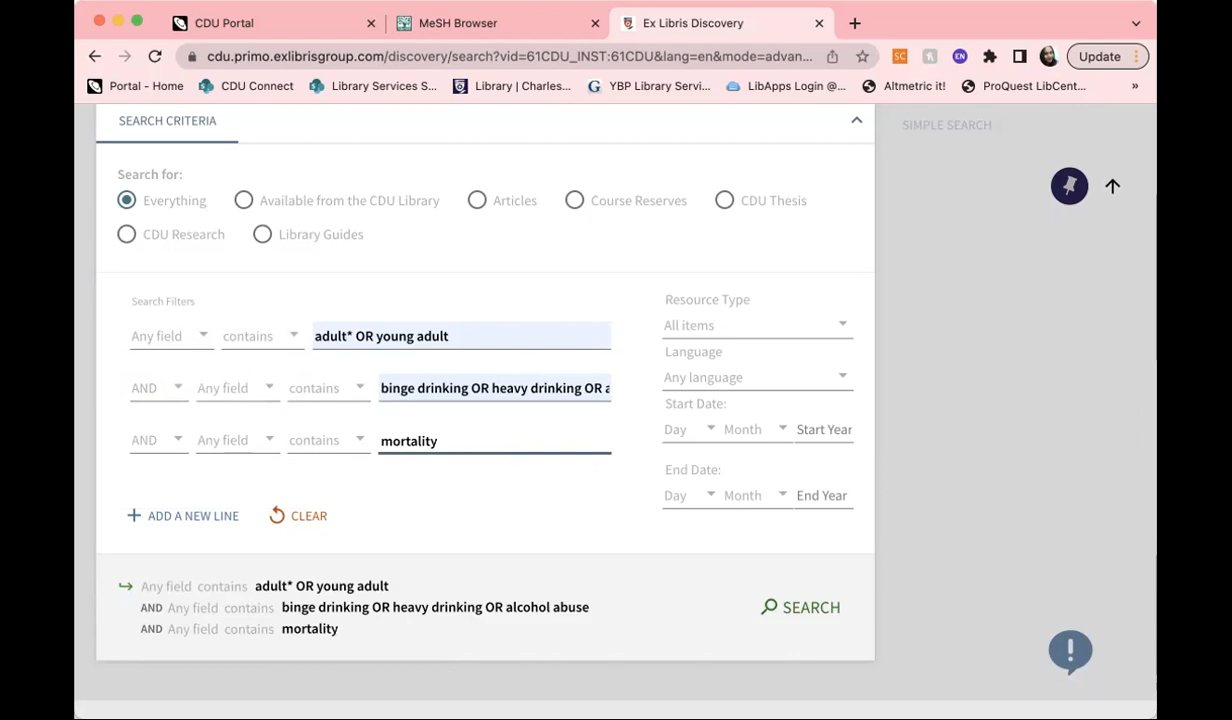 CDU Portal
MeSH Browser
Ex Libris Discovery
cdu.primo.exlibrisgroup.com/discovery/search?vid=61CDU_INST:61CDU&lang=en&mode=advan...
SC
EN
Update
Portal - Home
CDU Connect
Library Services S...
Library | Charles...
G YBP Library Servi...
LibApps Login @...
Altmetric it!
ProQuest LibCent...
»
SEARCH CRITERIA
SIMPLE SEARCH
Search for:
Everything
Available from the CDU Library
Articles
Course Reserves
CDU Thesis
CDU Research
Library Guides
Search Filters
Any field contains adult* OR young adult
AND Any field contains binge drinking OR heavy drinking OR a
AND Any field contains mortality
Resource Type
All items
Language
Any language
Start Date:
Day Month Start Year
End Date:
Day Month End Year
+ ADD A NEW LINE
CLEAR
Any field contains adult* OR young adult
AND Any field contains binge drinking OR heavy drinking OR alcohol abuse
AND Any field contains mortality
SEARCH
!